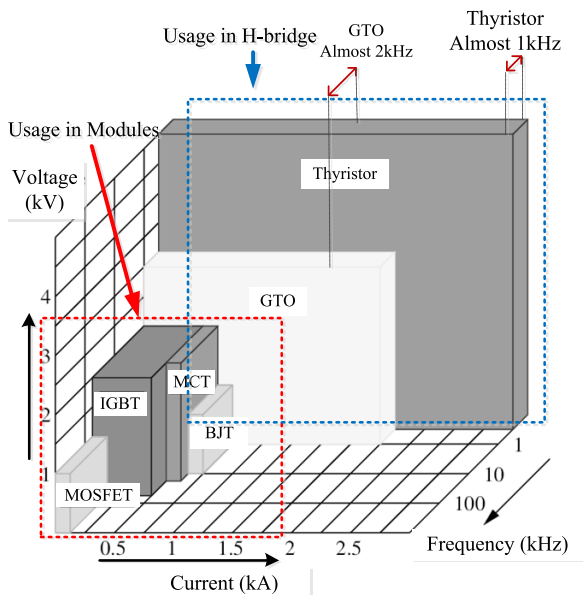 Usage in H-bridge
GTO
Almost 2kHz
Thyristor
Almost 1kHz
Usage in Modules
Voltage
(kV)
Thyristor
4
3
2
1
GTO
MCT
IGBT
BJT
MOSFET
1
10
100
0.5
1
1.5
2
2.5
Frequency (kHz)
Current (kA)